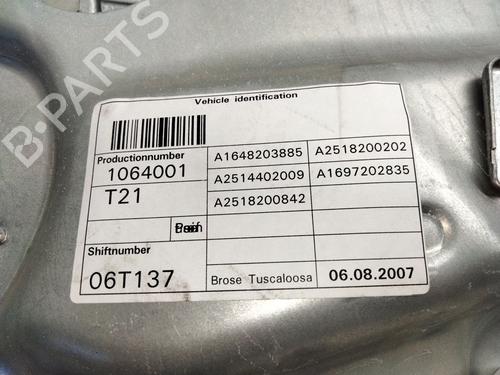 B-PARTS
Vehicle identification
Productionnumber
1064001
T21
Shiftnumber
06T137
A1648203885 A2518200202
A2514402009 A1697202835
A2518200842
Brose Tuscaloosa 06.08.2007